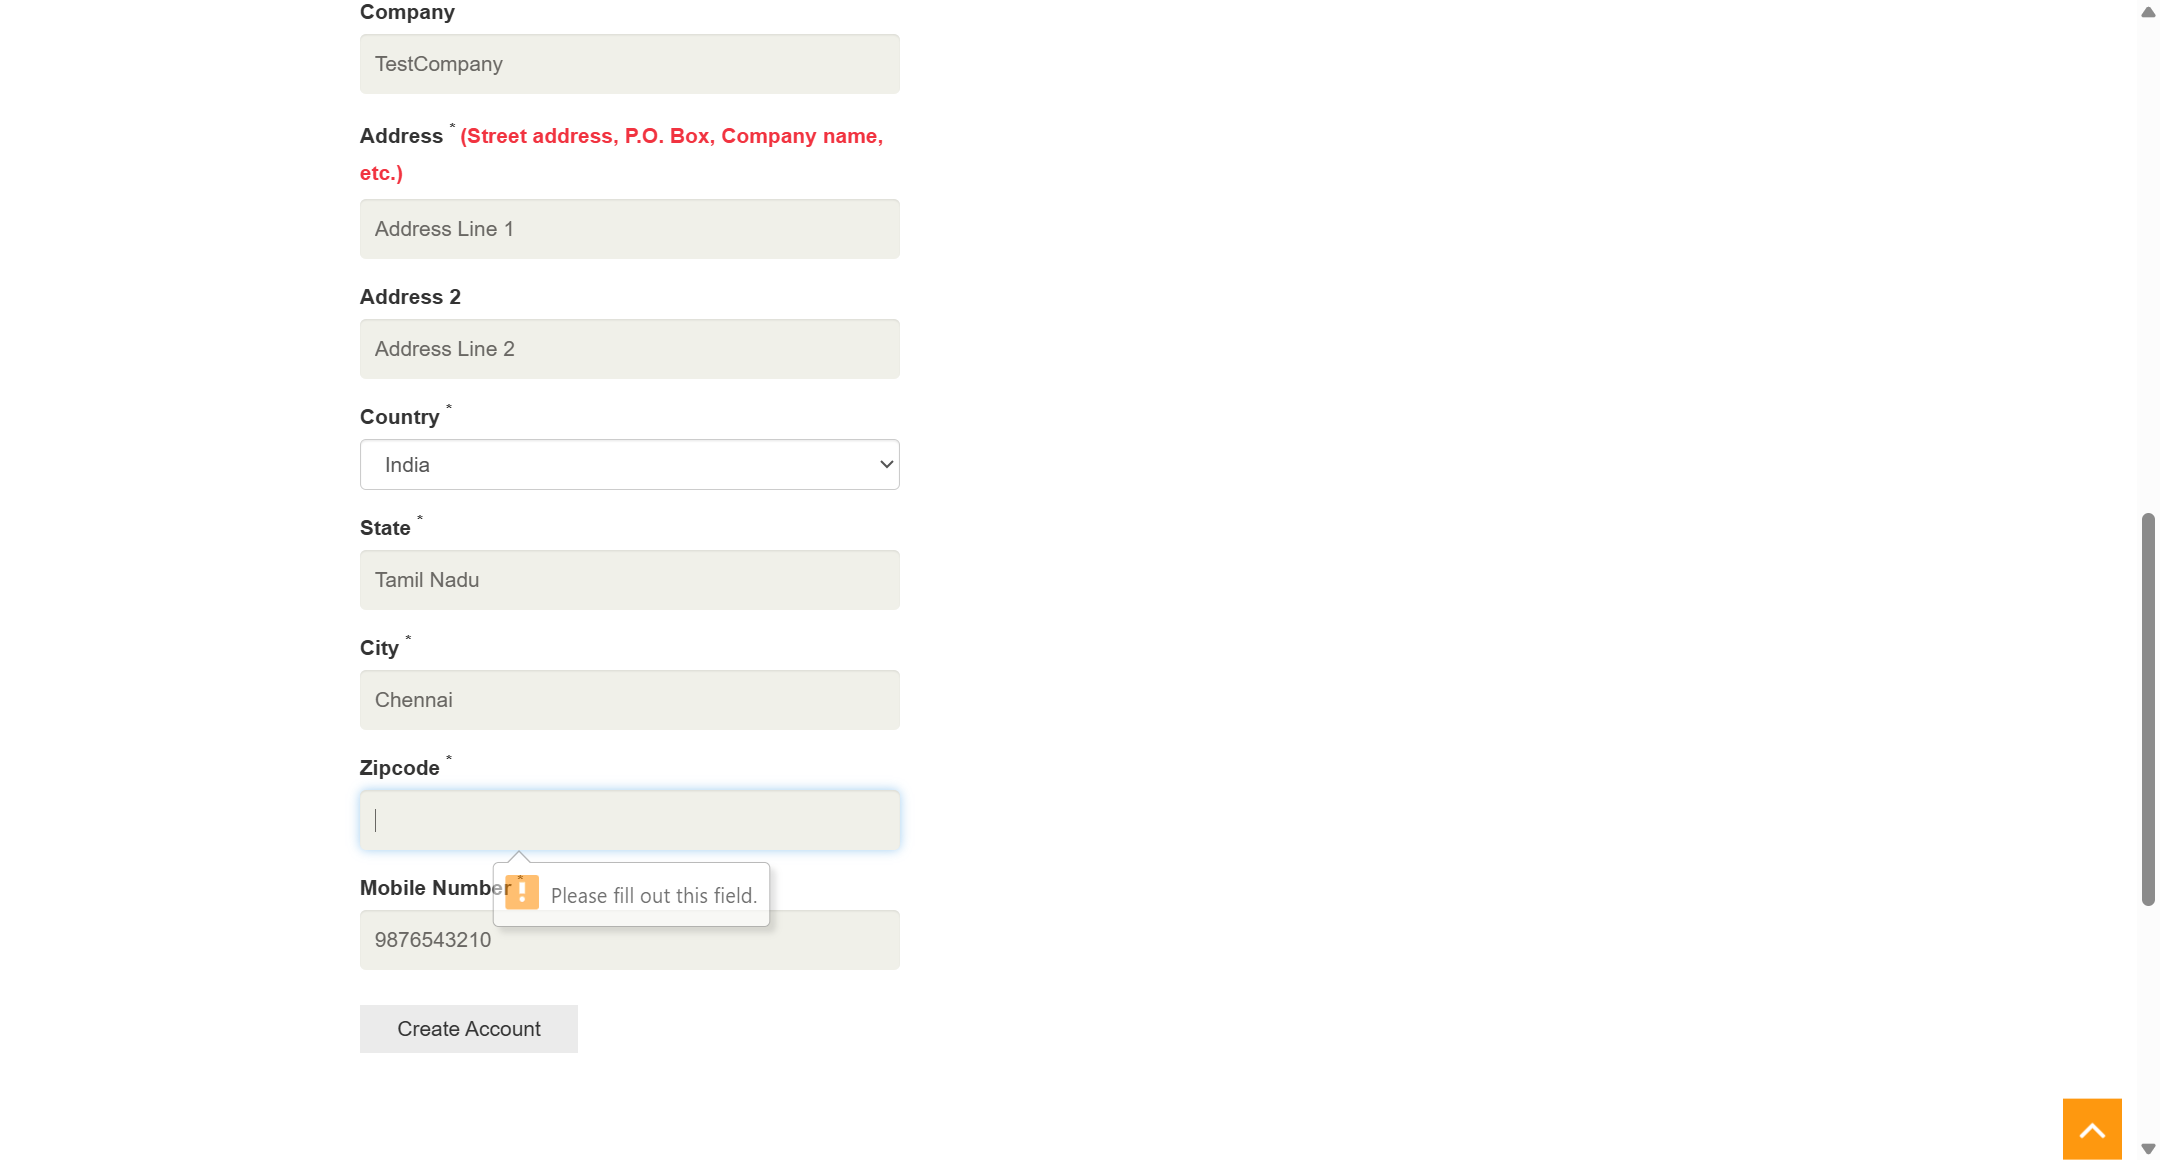 Company
TestCompany
Address * (Street address, P.O. Box, Company name,
etc.)
Address Line 1
Address 2
Address Line 2
Country *
India
State *
Tamil Nadu
City *
Chennai
Zipcode *
Mobile Number *
Please fill out this field.
9876543210
Create Account